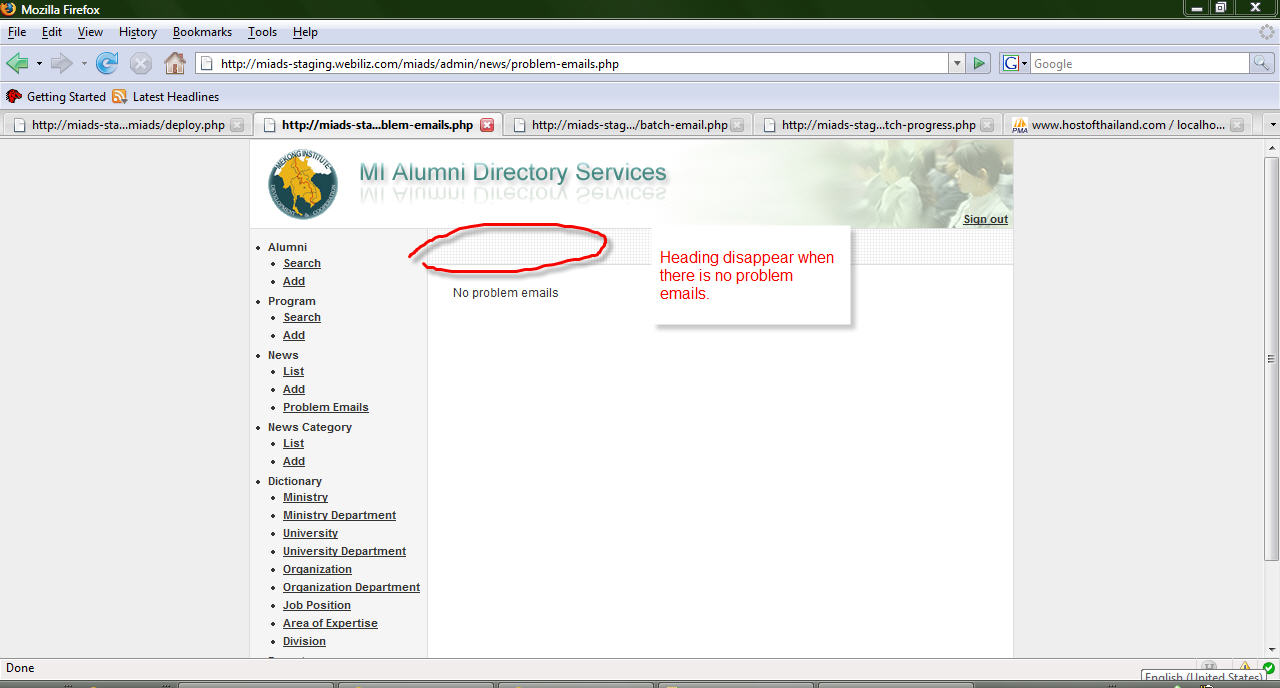 Mozilla Firefox
File Edit View History Bookmarks Tools Help
http://miads-staging.webiliz.com/miads/admin/news/problem-emails.php
G Google
Getting Started Latest Headlines
http://miads-sta...miads/deploy.php http://miads-sta...blem-emails.php http://miads-stag.../batch-email.php http://miads-stag...tch-progress.php PMA www.hostofthailand.com / localho...
MEKONG INSTITUTE
DEVELOPMENT & COOPERATION
MI Alumni Directory Services
Sign out
Alumni
Search
Add
Program
Search
Add
News
List
Add
Problem Emails
News Category
List
Add
Dictionary
Ministry
Ministry Department
University
University Department
Organization
Organization Department
Job Position
Area of Expertise
Division
No problem emails
Heading disappear when
there is no problem
emails.
Done
English (United States)